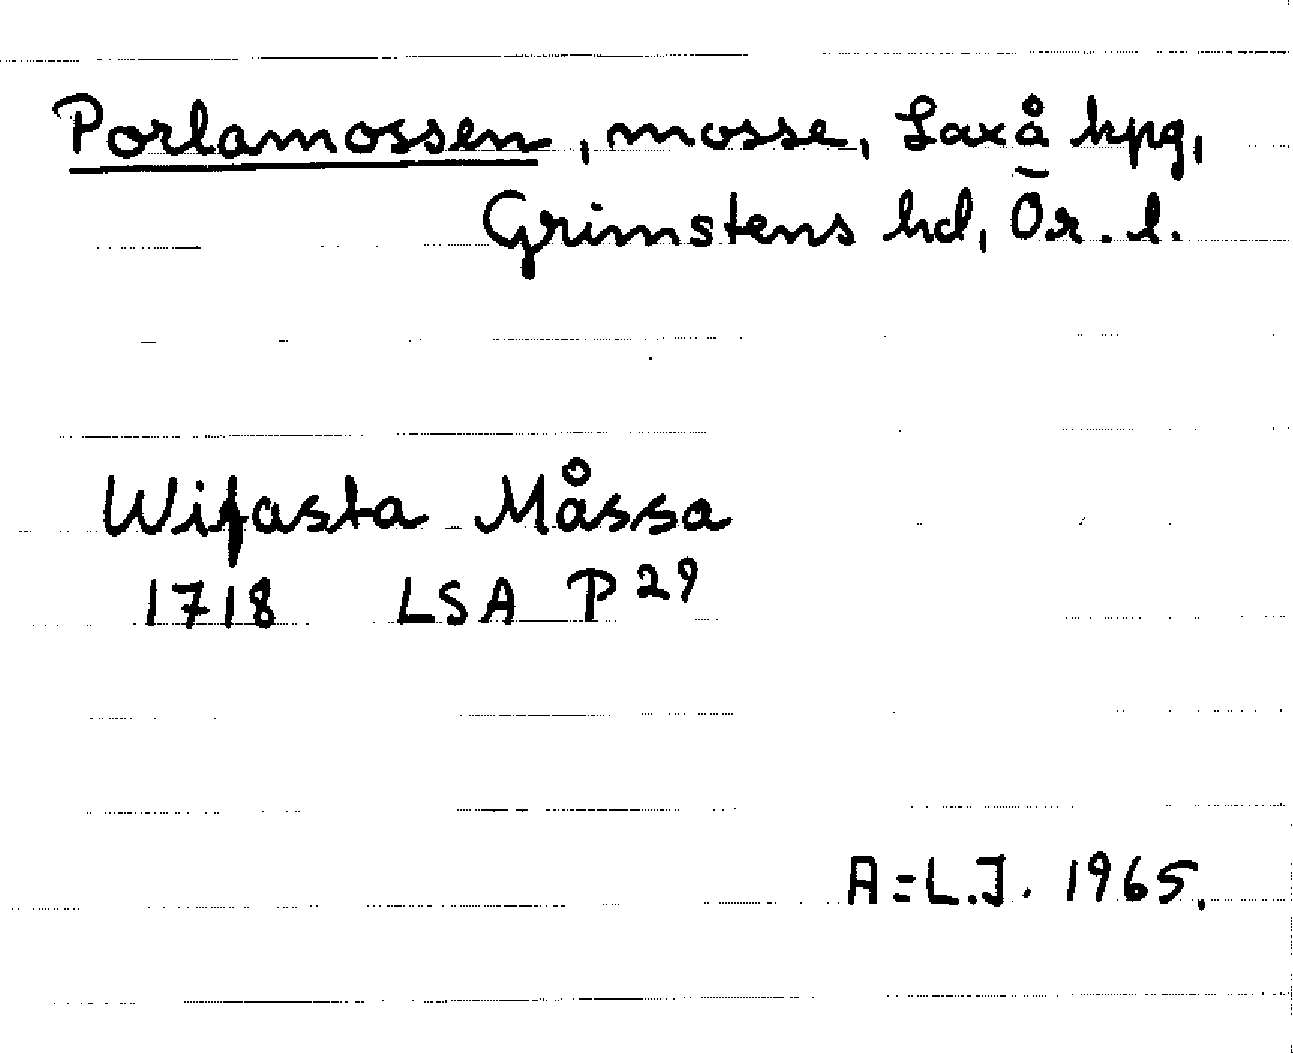 Porlamossen, mosse, Laxå kpg,
Grimstens hd, Ör. l.
Wifasta Måssa
1718 LSA P 29
A=L.J. 1965.